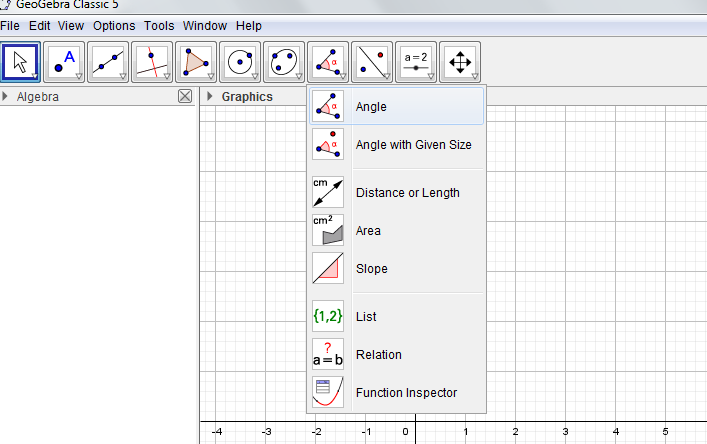 GeoGebra Classic 5
File Edit View Options Tools Window Help
A
α
a = 2
Algebra
Graphics
α
Angle
α
Angle with Given Size
cm
Distance or Length
cm²
Area
Slope
{1,2}
List
?
a = b
Relation
Function Inspector
-4 -3 -2 -1 0 1 2 3 4 5